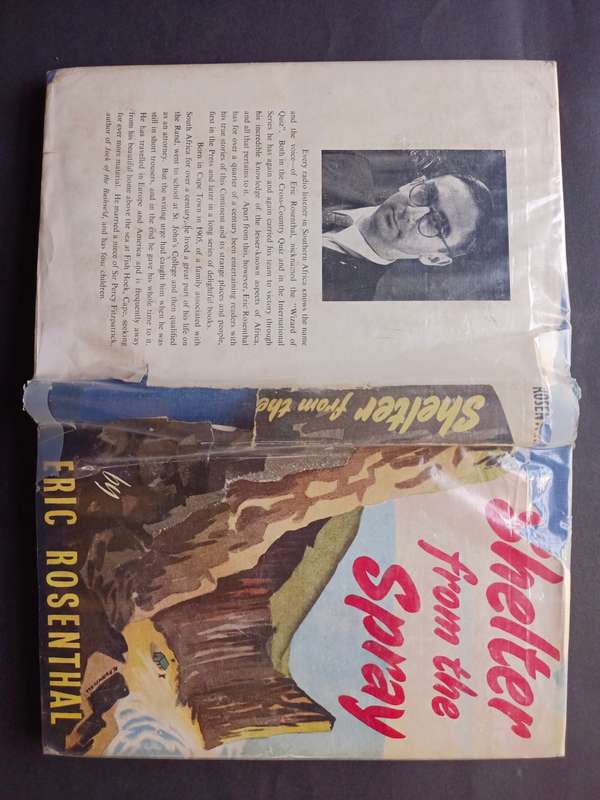 Every radio listener in Southern Africa knows the name
and the voice—of Eric Rosenthal, nicknamed the "Wizard of
Quiz". Both in the Cross-Country Quiz and in the International
Series he has again and again carried his team to victory through
his incredible knowledge of the lesser-known aspects of Africa,
and all that pertains to it. Apart from this, however, Eric Rosenthal
has for over a quarter of a century been entertaining readers with
his true stories of this Continent and its strange places and people,
first in the Press and later in a long series of delightful books.
Born in Cape Town in 1905, of a family associated with
South Africa for over a century, he lived a great part of his life on
the Rand, went to school at St. John's College and then qualified
as an attorney. But the writing urge had caught him when he was
still in short trousers, and in the end he gave his whole time to it.
He has travelled in Europe and America and is frequently away
from his beautiful home above the sea at Fish Hoek, Cape, seeking
for ever more material. He married a niece of Sir Percy Fitzpatrick,
author of Jock of the Bushveld, and has four children.
Shelter from the
Shelter
from the
Spray
by
ERIC ROSENTHAL